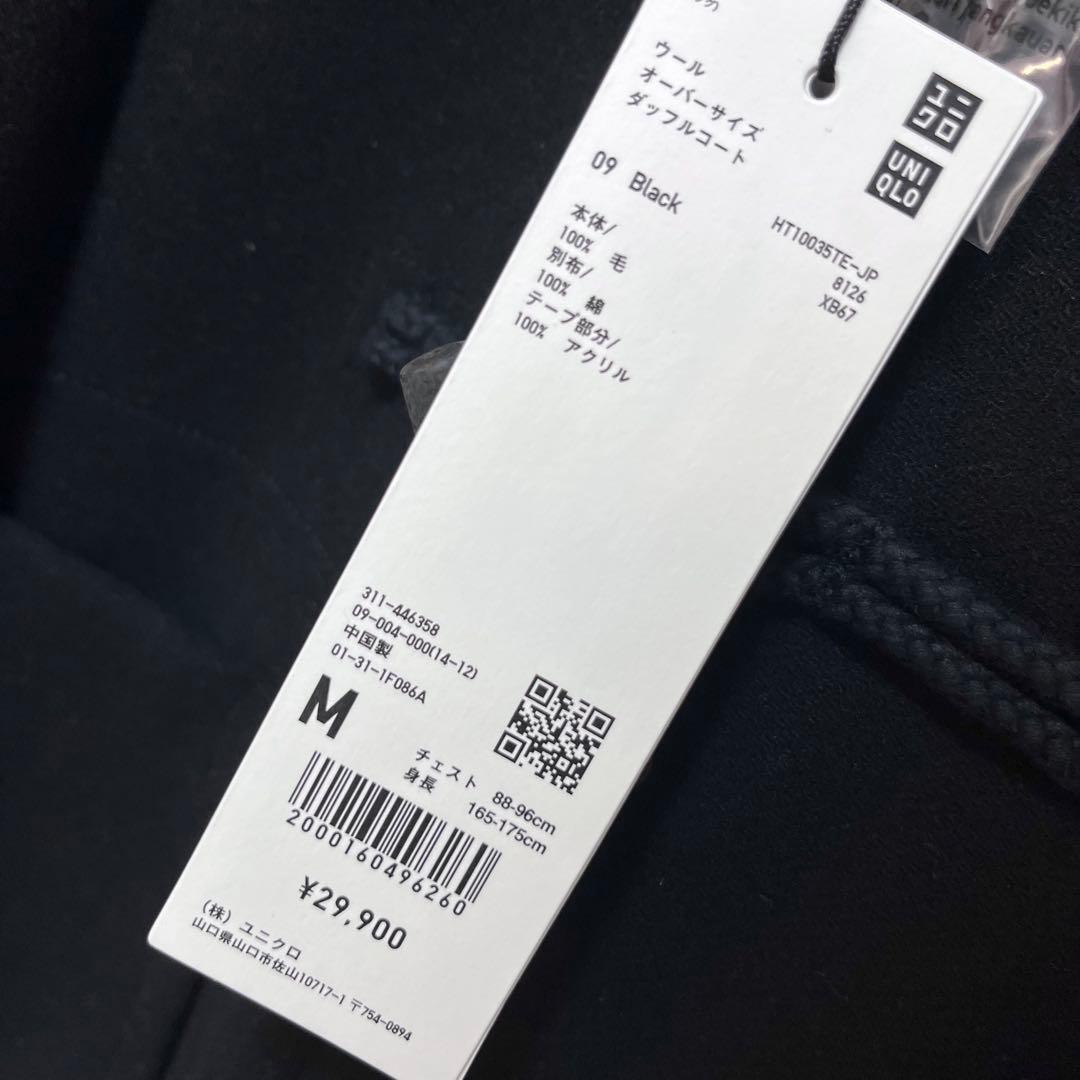 ウール
オーバーサイズ
ダッフルコート
ユニ
クロ
UNI
QLO
09 Black
HT10035TE-JP
8126
XB67
本体/
100% 毛
別布/
100% 綿
テープ部分/
100% アクリル
311-446358
09-004-000(14-12)
中国製
01-31-1F086A
M
チェスト 88-96cm
身長 165-175cm
2000160496260
¥29,900
(株) ユニクロ
山口県山口市佐山10717-1 〒754-0894
jangkauan